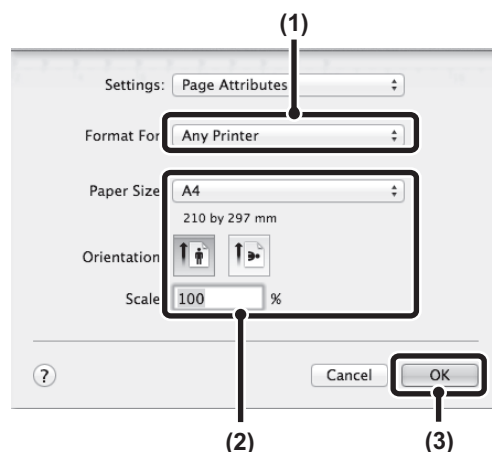 (1)
Settings: Page Attributes
Format For Any Printer
Paper Size A4
210 by 297 mm
Orientation
Scale 100 %
? Cancel OK
(2) (3)